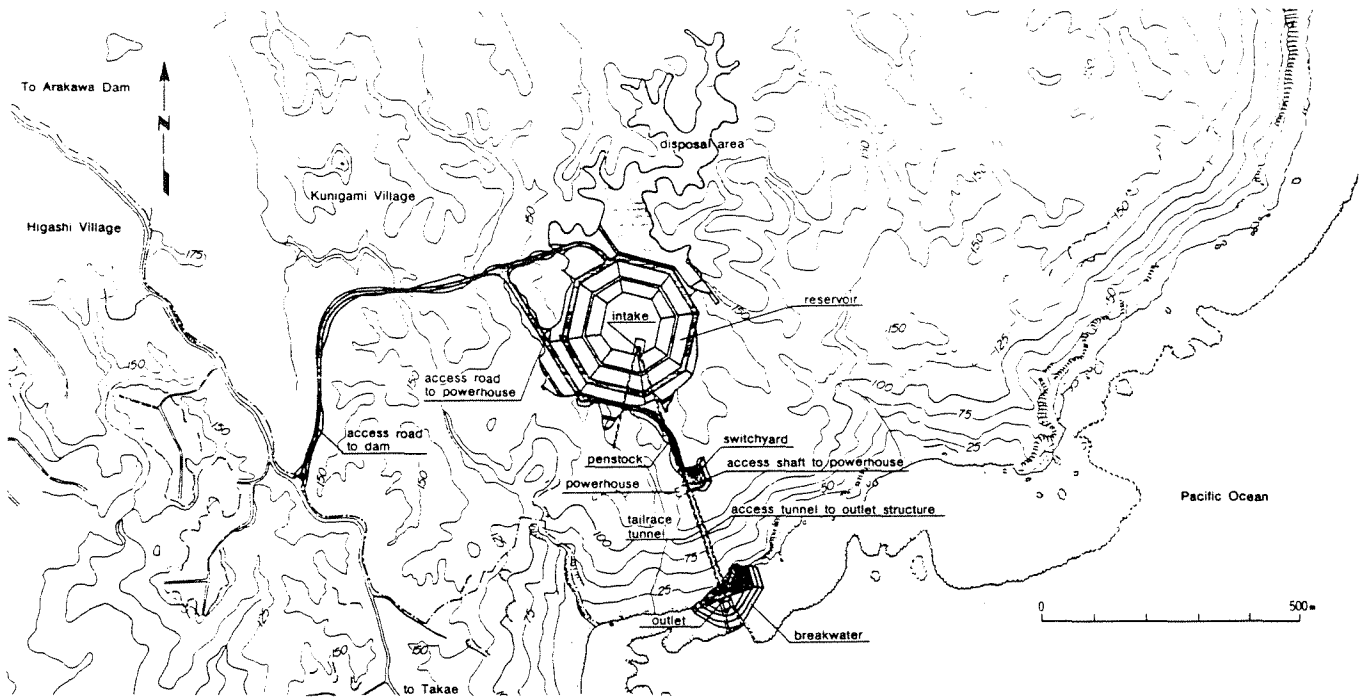 To Arakawa Dam
N
disposal area
Kunigami Village
Higashi Village
175
150
150
150
150
reservoir
intake
150
150
125
50
access road
to powerhouse
150
100
75
25
150
access road
to dam
150
150
switchyard
penstock
access shaft to powerhouse
powerhouse
50
Pacific Ocean
access tunnel to outlet structure
tailrace
tunnel
100
75
25
75
outlet
breakwater
0
500m
150
150
to Takae